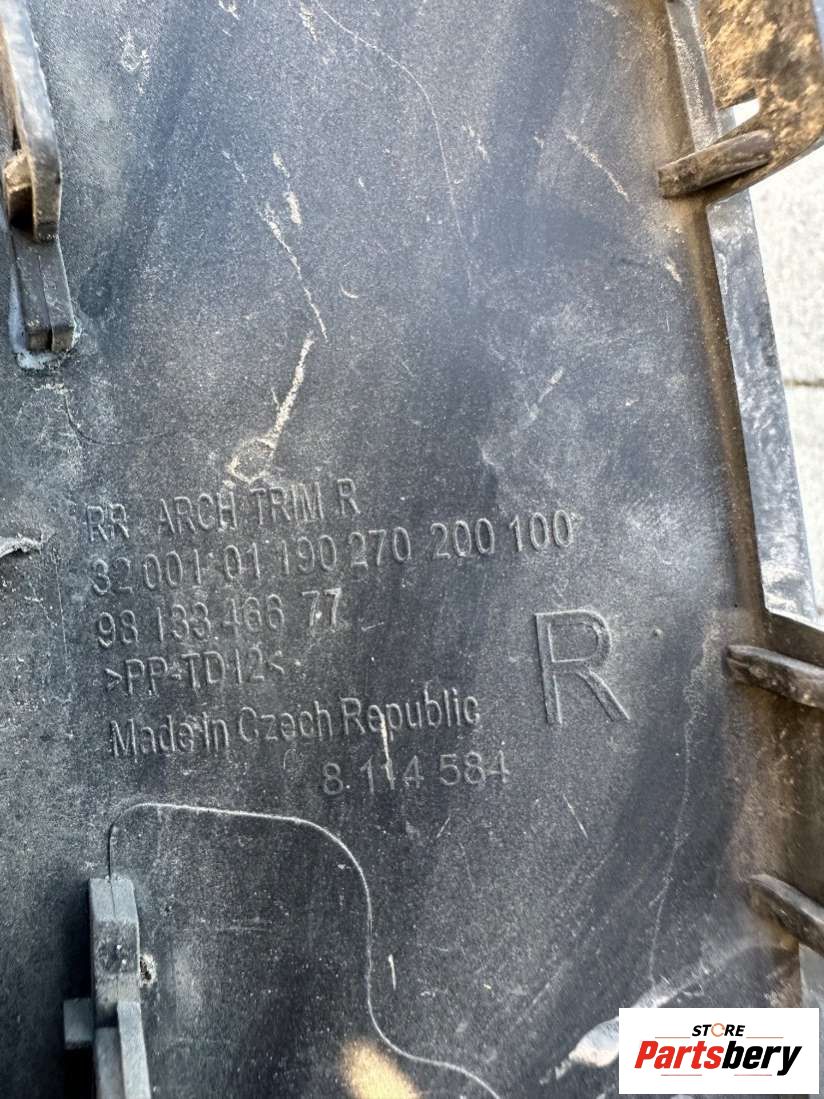 RR ARCH TRIM R
32 001 01 190 270 200 100
98 133 466 77
>PP-TD12<
R
Made in Czech Republic
8 114 584
STORE
Partsbery